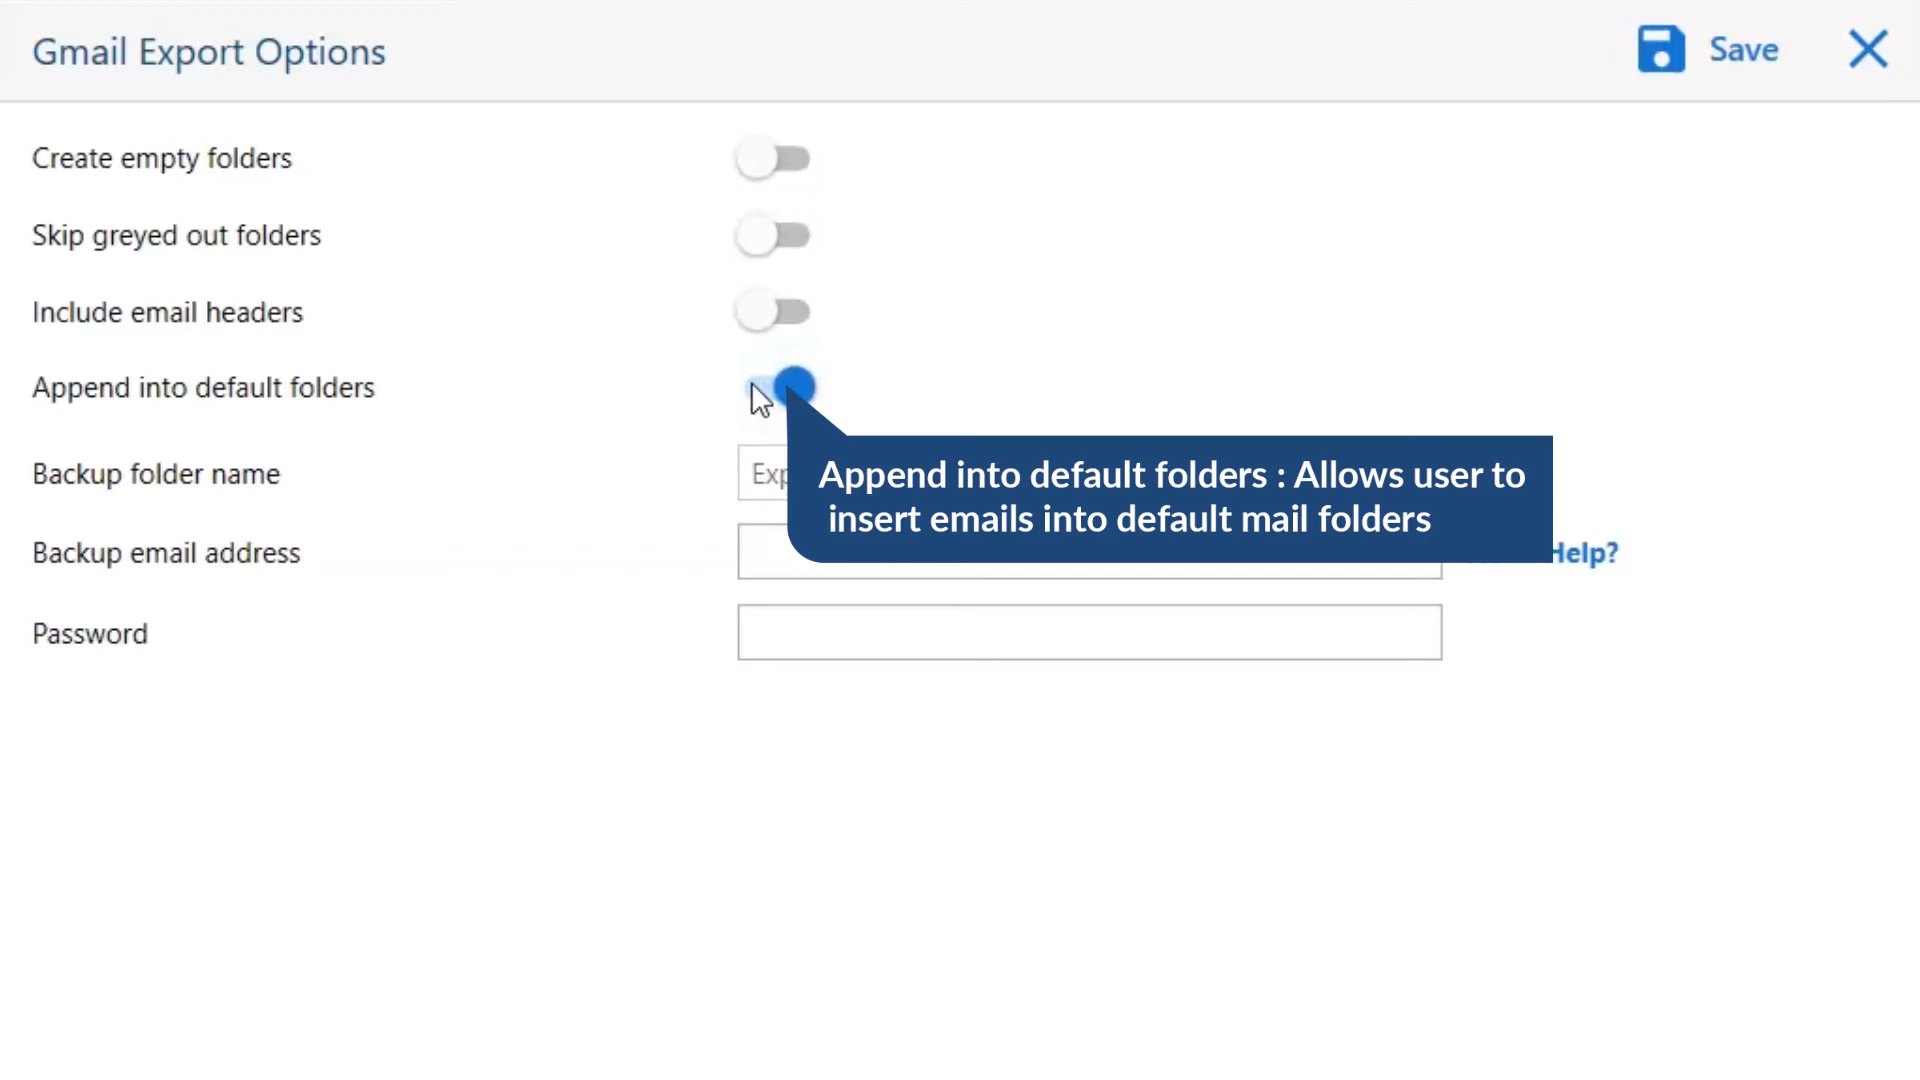 Gmail Export Options
Save
Create empty folders
Skip greyed out folders
Include email headers
Append into default folders
Backup folder name
Append into default folders : Allows user to
insert emails into default mail folders
Backup email address
Help?
Password